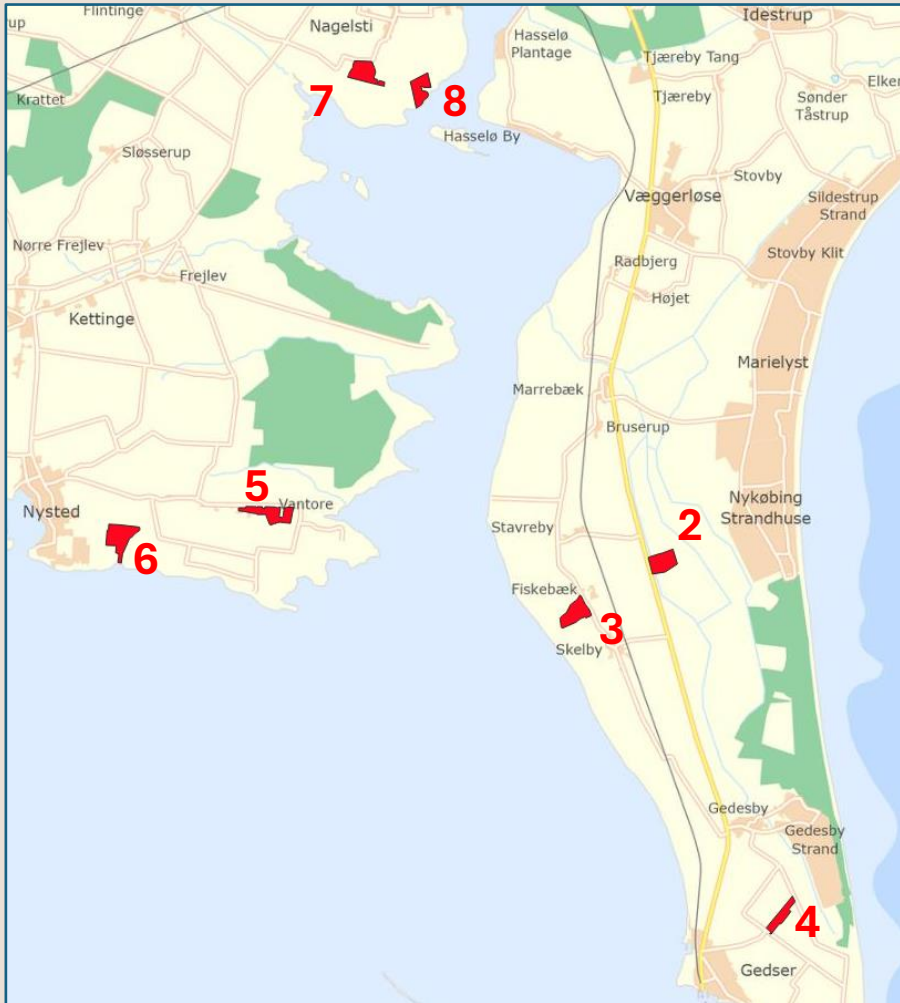 Flintinge
up
Nagelsti
Idestrup
Hasselø
Plantage
Tjæreby Tang
Krattet
7
8
Tjæreby
Elker
Sønder
Tåstrup
Hasselø By
Sløsserup
Stovby
Væggerløse
Sildestrup
Strand
Nørre Frejlev
Stovby Klit
Frejlev
Radbjerg
Højet
Kettinge
Marielyst
Marrebæk
Bruserup
5
Vantore
Nykøbing
Strandhuse
Nysted
Stavreby
2
6
Fiskebæk
3
Skelby
Gedesby
Gedesby
Strand
4
Gedser